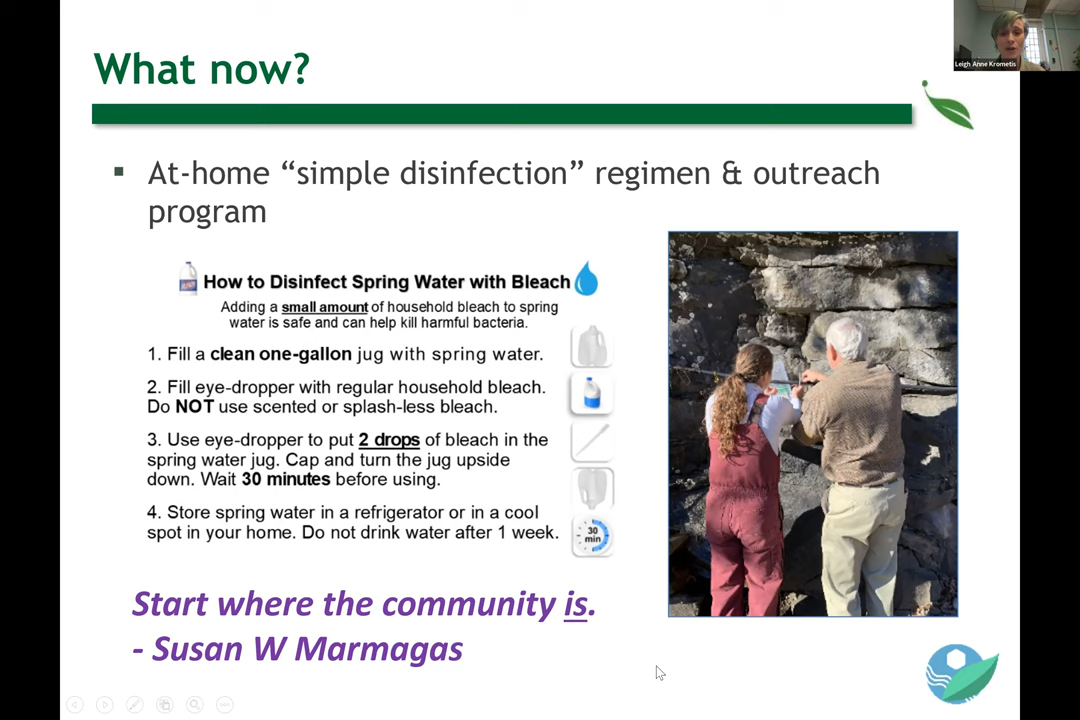 Leigh Anne Krometis
What now?
▪ At-home “simple disinfection” regimen & outreach
program
How to Disinfect Spring Water with Bleach
Adding a small amount of household bleach to spring
water is safe and can help kill harmful bacteria.
1. Fill a clean one-gallon jug with spring water.
2. Fill eye-dropper with regular household bleach.
Do NOT use scented or splash-less bleach.
3. Use eye-dropper to put 2 drops of bleach in the
spring water jug. Cap and turn the jug upside
down. Wait 30 minutes before using.
4. Store spring water in a refrigerator or in a cool
spot in your home. Do not drink water after 1 week.
30
min
Start where the community is.
- Susan W Marmagas